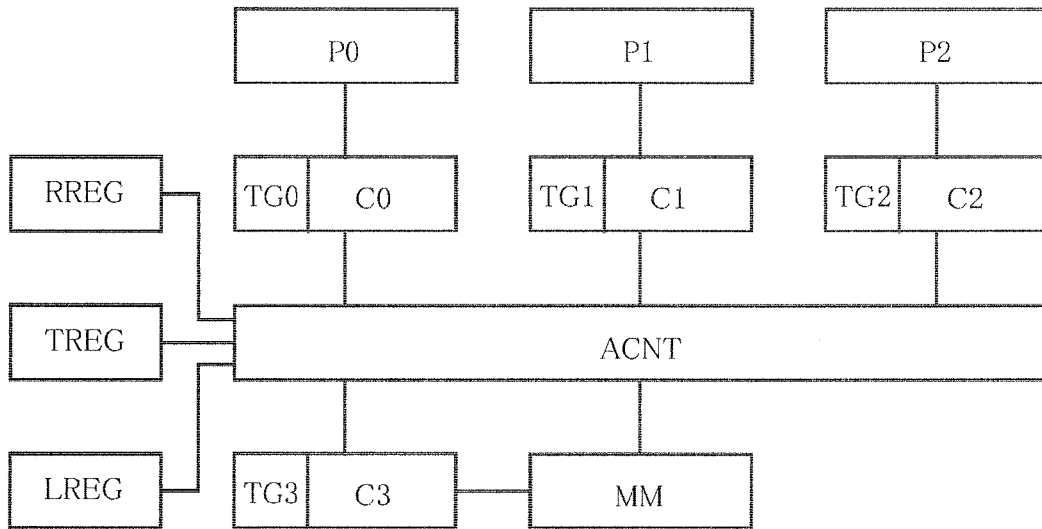 P0 P1 P2
RREG TG0 C0 TG1 C1 TG2 C2
TREG ACNT
LREG TG3 C3 MM